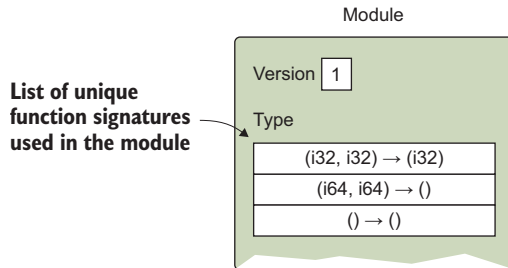 Module
Version 1
List of unique
function signatures
used in the module
Type
(i32, i32) → (i32)
(i64, i64) → ()
() → ()